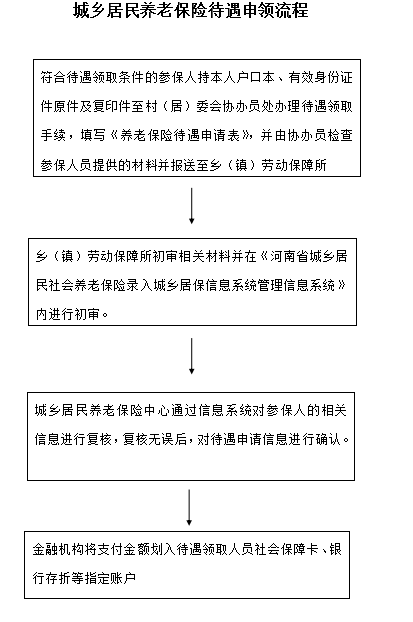 城乡居民养老保险待遇申领流程
符合待遇领取条件的参保人持本人户口本、有效身份证
件原件及复印件至村（居）委会协办员处办理待遇领取
手续，填写《养老保险待遇申请表》，并由协办员检查
参保人员提供的材料并报送至乡（镇）劳动保障所
乡（镇）劳动保障所初审相关材料并在《河南省城乡居
民社会养老保险录入城乡居保信息系统管理信息系统》
内进行初审。
城乡居民养老保险中心通过信息系统对参保人的相关
信息进行复核，复核无误后，对待遇申请信息进行确认。
金融机构将支付金额划入待遇领取人员社会保障卡、银
行存折等指定账户